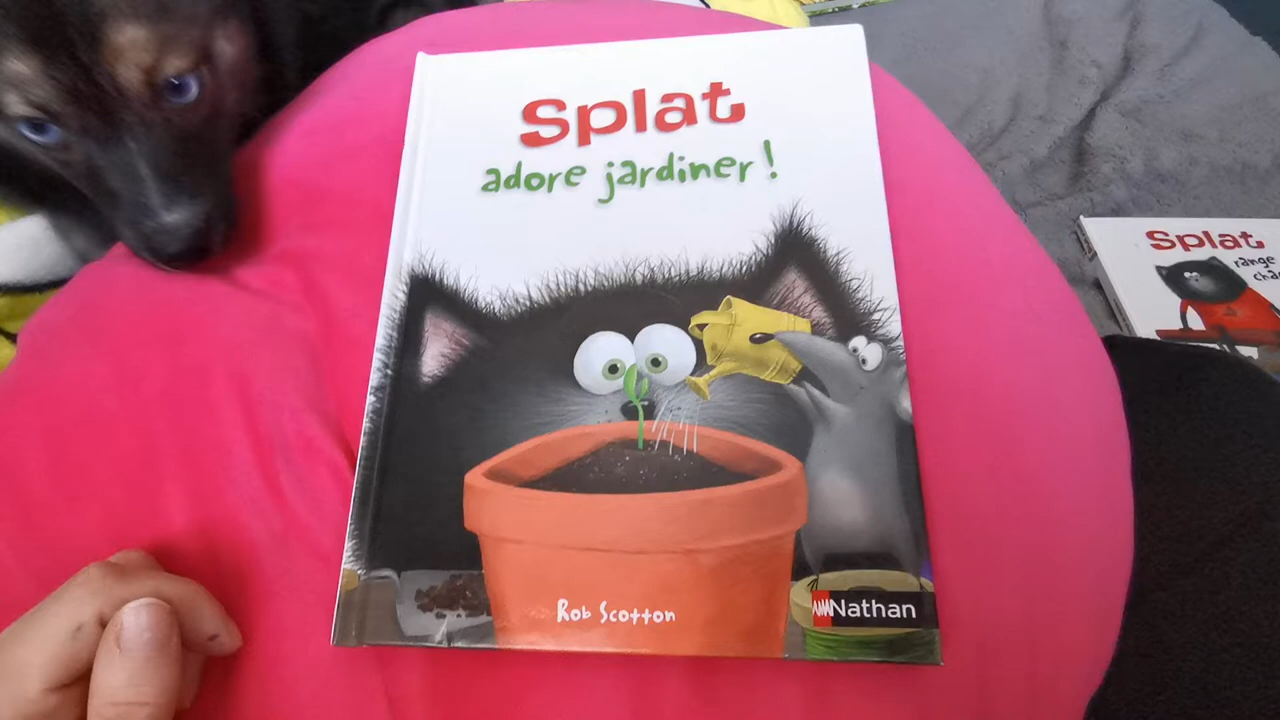 Splat
adore jardiner !
Rob Scotton
Nathan
Splat
range